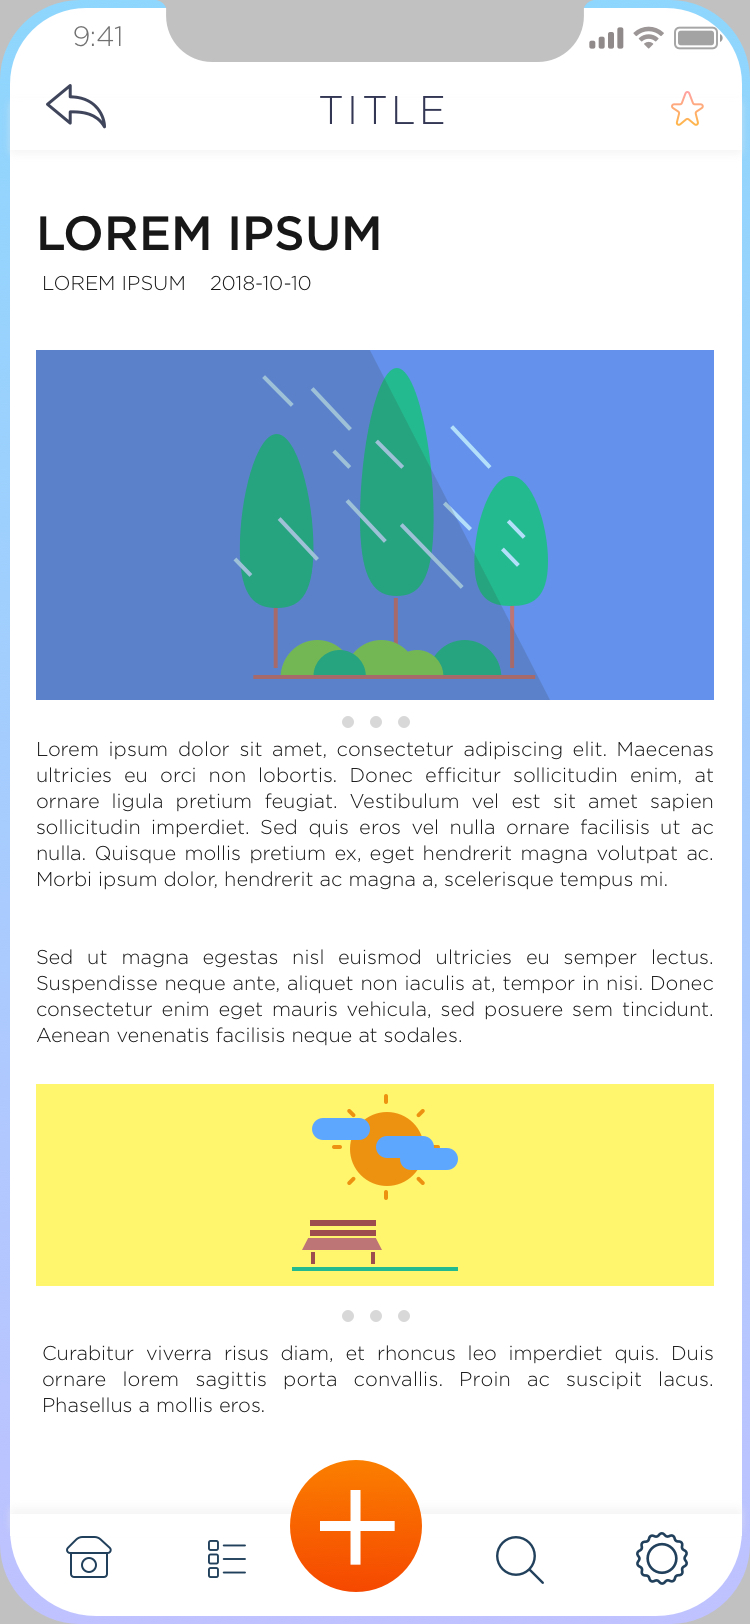 9:41
TITLE
LOREM IPSUM
LOREM IPSUM 2018-10-10
Lorem ipsum dolor sit amet, consectetur adipiscing elit. Maecenas
ultricies eu orci non lobortis. Donec efficitur sollicitudin enim, at
ornare ligula pretium feugiat. Vestibulum vel est sit amet sapien
sollicitudin imperdiet. Sed quis eros vel nulla ornare facilisis ut ac
nulla. Quisque mollis pretium ex, eget hendrerit magna volutpat ac.
Morbi ipsum dolor, hendrerit ac magna a, scelerisque tempus mi.
Sed ut magna egestas nisl euismod ultricies eu semper lectus.
Suspendisse neque ante, aliquet non iaculis at, tempor in nisi. Donec
consectetur enim eget mauris vehicula, sed posuere sem tincidunt.
Aenean venenatis facilisis neque at sodales.
Curabitur viverra risus diam, et rhoncus leo imperdiet quis. Duis
ornare lorem sagittis porta convallis. Proin ac suscipit lacus.
Phasellus a mollis eros.